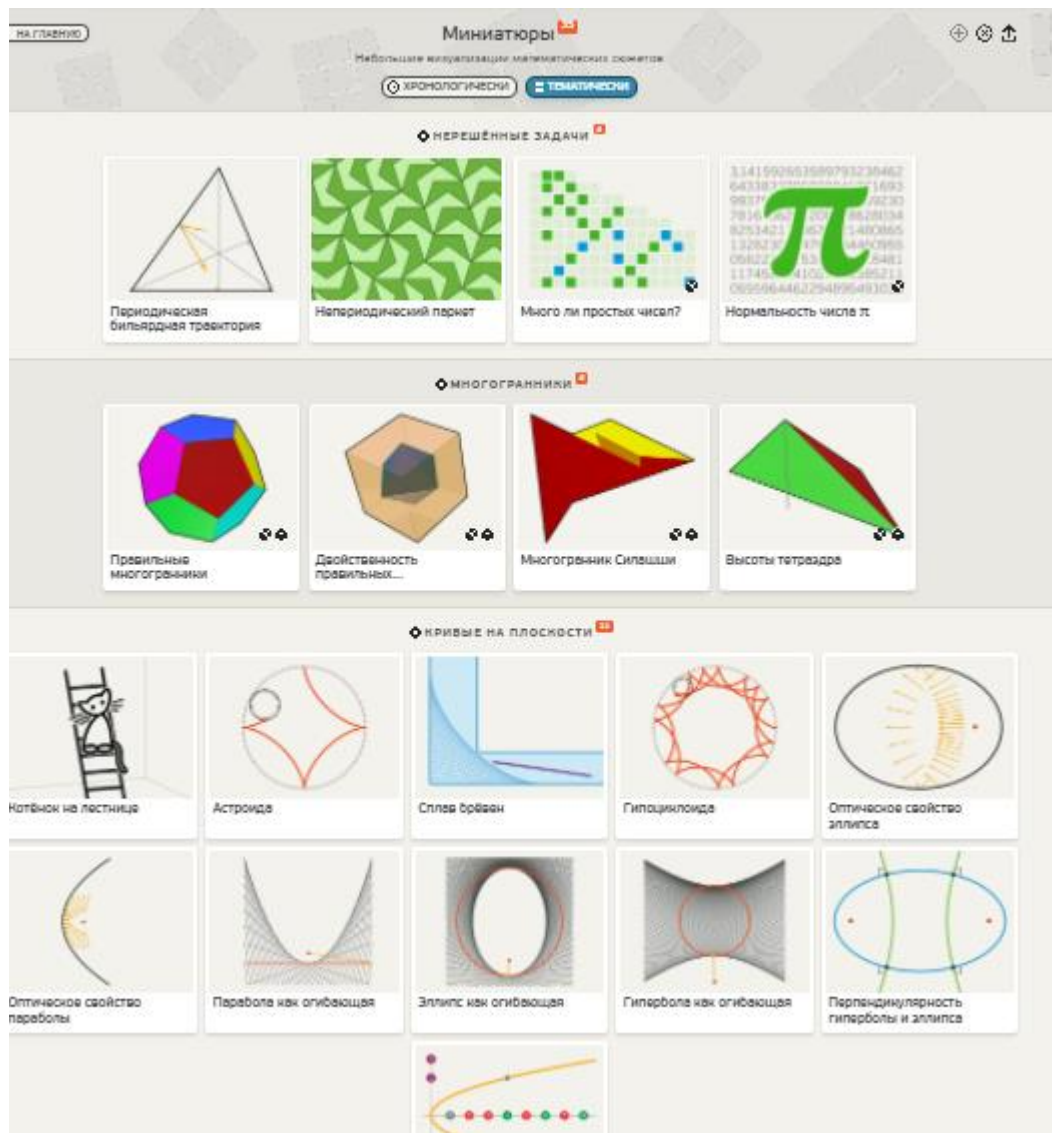 НА ГЛАВНУЮ
Миниатюры
Небольшие визуализации математических сюжетов
ХРОНОЛОГИЧЕСКИ
ТЕМАТИЧЕСКИ
НЕРЕШЁННЫЕ ЗАДАЧИ 4
Периодическая
бильярдная траектория
Непериодический паркет
Много ли простых чисел?
π
Нормальность числа π
МНОГОГРАННИКИ 4
Правильные
многогранники
Двойственность
правильных...
Многогранник Силашши
Высоты тетраэдра
КРИВЫЕ НА ПЛОСКОСТИ
Котёнок на лестнице
Астроида
Сплав брёвен
Гипоциклоида
Оптическое свойство
эллипса
Оптическое свойство
параболы
Парабола как огибающая
Эллипс как огибающая
Гипербола как огибающая
Перпендикулярность
гиперболы и эллипса